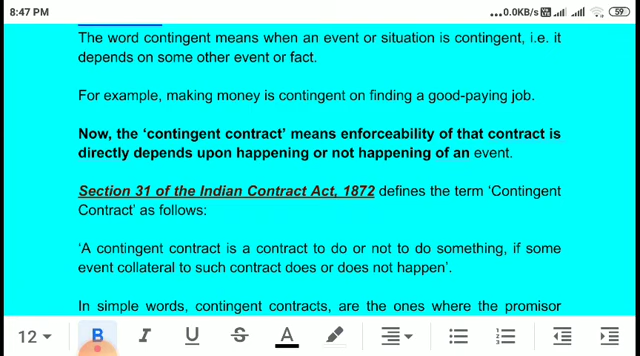 8:47 PM ...0.0KB/s 59
The word contingent means when an event or situation is contingent, i.e. it
depends on some other event or fact.
For example, making money is contingent on finding a good-paying job.
Now, the ‘contingent contract’ means enforceability of that contract is
directly depends upon happening or not happening of an event.
Section 31 of the Indian Contract Act, 1872 defines the term ‘Contingent
Contract’ as follows:
‘A contingent contract is a contract to do or not to do something, if some
event collateral to such contract does or does not happen’.
In simple words, contingent contracts, are the ones where the promisor
12 B I U S A